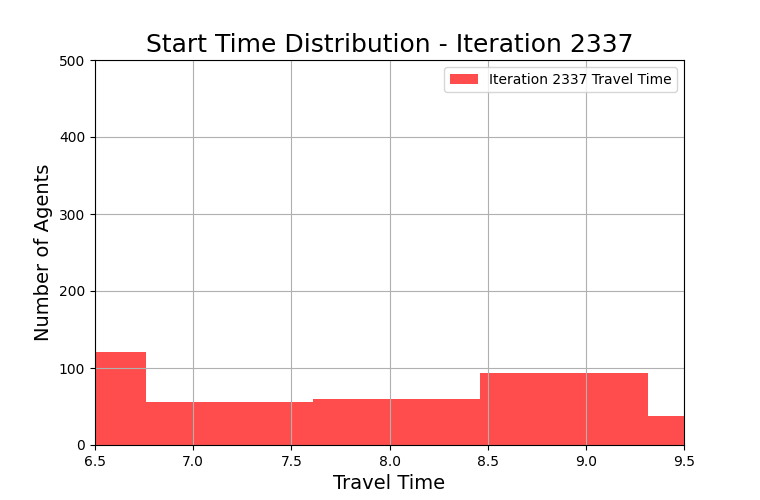 Start Time Distribution - Iteration 2337
Iteration 2337 Travel Time
Number of Agents
500
400
300
200
100
0
6.5 7.0 7.5 8.0 8.5 9.0 9.5
Travel Time